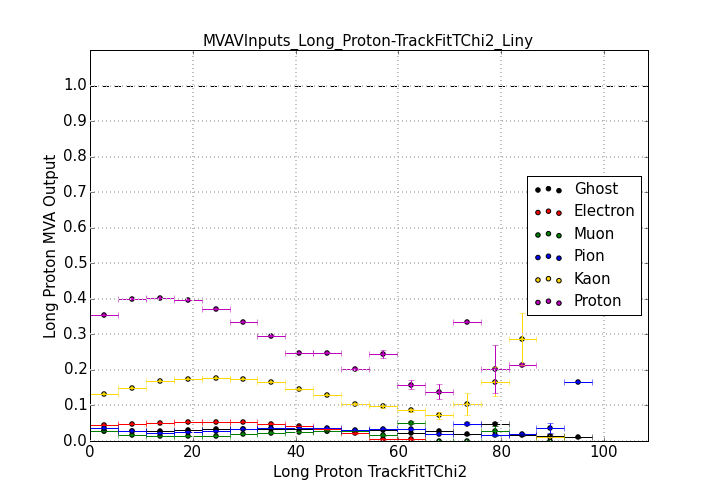 MVAVInputs_Long_Proton-TrackFitTChi2_Liny
1.0
0.9
0.8
0.7
0.6
0.5
0.4
0.3
0.2
0.1
0.0
Long Proton MVA Output
Ghost
Electron
Muon
Pion
Kaon
Proton
0 20 40 60 80 100
Long Proton TrackFitTChi2